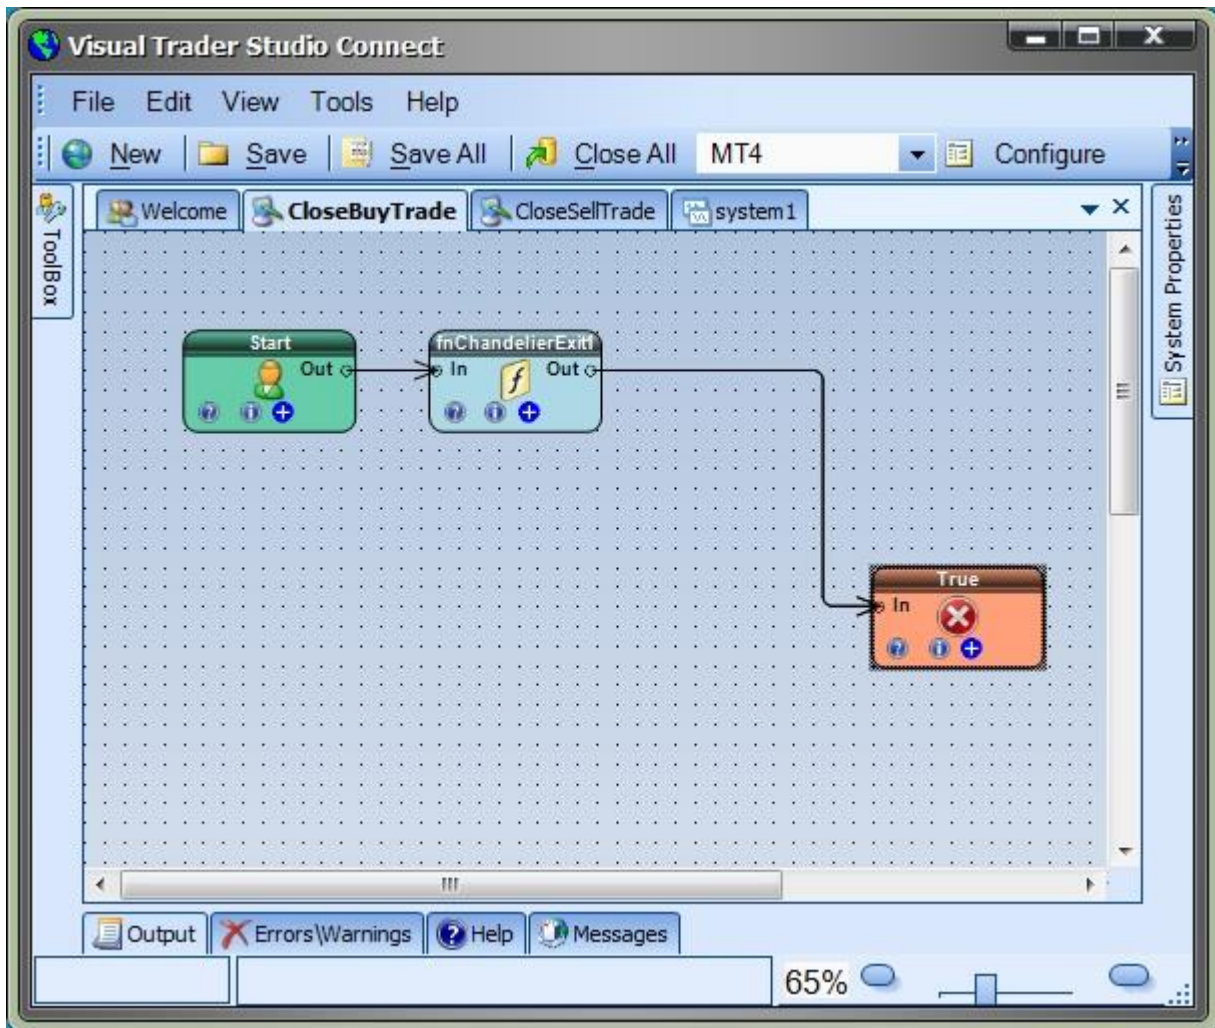 Visual Trader Studio Connect
File Edit View Tools Help
New Save Save All Close All MT4 Configure
ToolBox
Welcome CloseBuyTrade CloseSellTrade system1
System Properties
Start
Out
fnChandelierExitf
In Out
True
In
Output Errors\Warnings Help Messages
65%